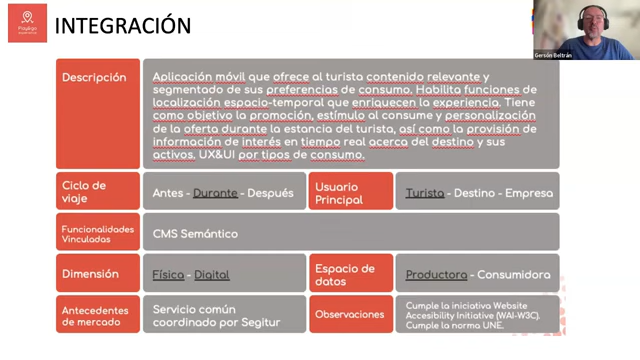 Playgo
INTEGRACIÓN
Gersón Beltrán
Descripción
Aplicación móvil que ofrece al turista contenido relevante y
segmentado de sus preferencias de consumo. Habilita funciones de
localización espacio-temporal que enriquecen la experiencia. Tiene
como objetivo la promoción, estímulo al consume y personalización
de la oferta durante la estancia del turista, así como la provisión de
información de interés en tiempo real acerca del destino y sus
activos. UX&UI por tipos de consumo.
Ciclo de
viaje
Antes - Durante - Después
Usuario
Principal
Turista - Destino - Empresa
Funcionalidades
Vinculadas
CMS Semántico
Dimensión
Física - Digital
Espacio de
datos
Productora - Consumidora
Antecedentes
de mercado
Servicio común
coordinado por Segitur
Observaciones
Cumple la iniciativa Website
Accesibility Initiative (WAI-W3C).
Cumple la norma UNE.